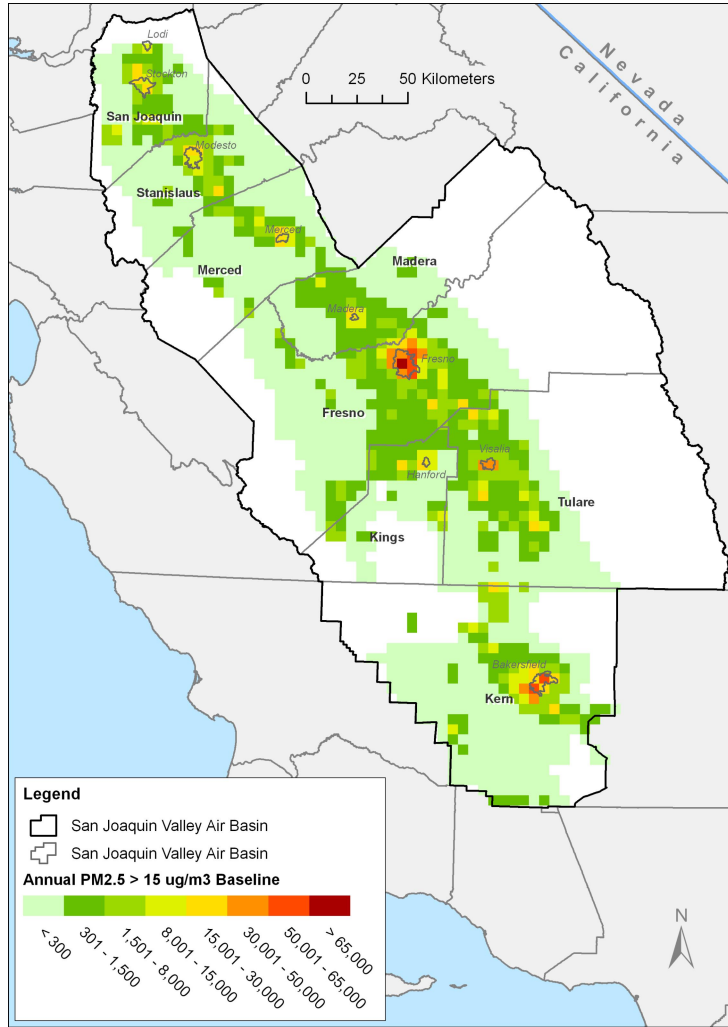 Lodi
Nevada
California
0 25 50 Kilometers
Stockton
San Joaquin
Modesto
Stanislaus
Merced
Merced
Madera
Madera
Fresno
Fresno
Visalia
Hanford
Tulare
Kings
Bakersfield
Kern
Legend
San Joaquin Valley Air Basin
San Joaquin Valley Air Basin
Annual PM2.5 > 15 ug/m3 Baseline
< 300
301 - 1,500
1,501 - 8,000
8,001 - 15,000
15,001 - 30,000
30,001 - 50,000
50,001 - 65,000
> 65,000
N